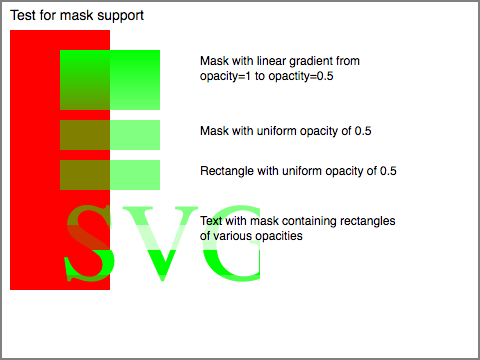 Test for mask support
Mask with linear gradient from
opacity=1 to opactity=0.5
Mask with uniform opacity of 0.5
Rectangle with uniform opacity of 0.5
Text with mask containing rectangles
of various opacities
SVG